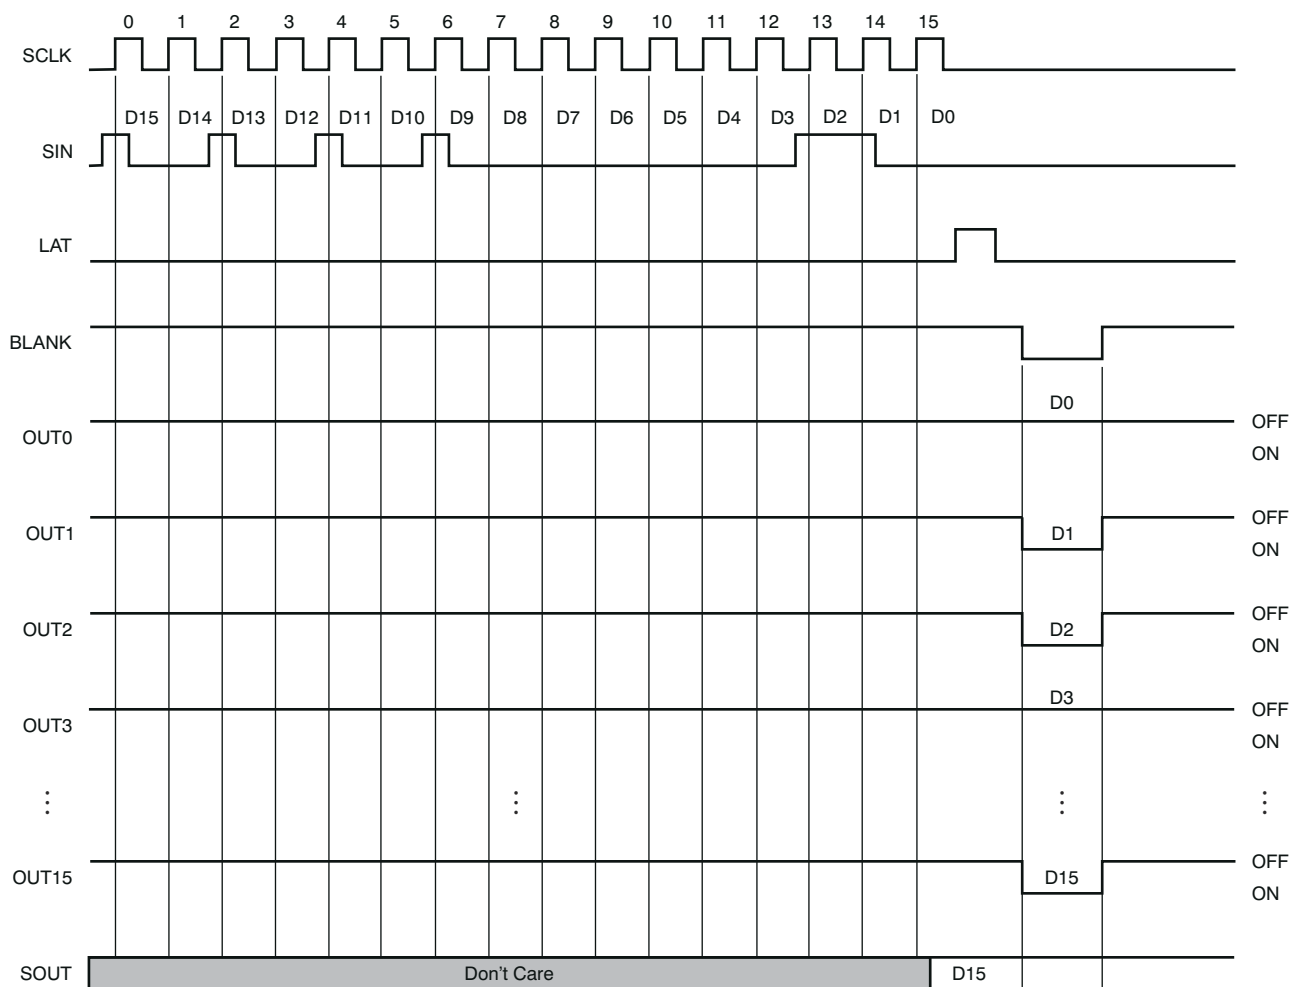 0 1 2 3 4 5 6 7 8 9 10 11 12 13 14 15
SCLK
D15 D14 D13 D12 D11 D10 D9 D8 D7 D6 D5 D4 D3 D2 D1 D0
SIN
LAT
BLANK
D0
OUT0
OFF
ON
OUT1
D1
OFF
ON
OUT2
D2
OFF
ON
D3
OUT3
OFF
ON
OUT15
D15
OFF
ON
SOUT
Don't Care
D15